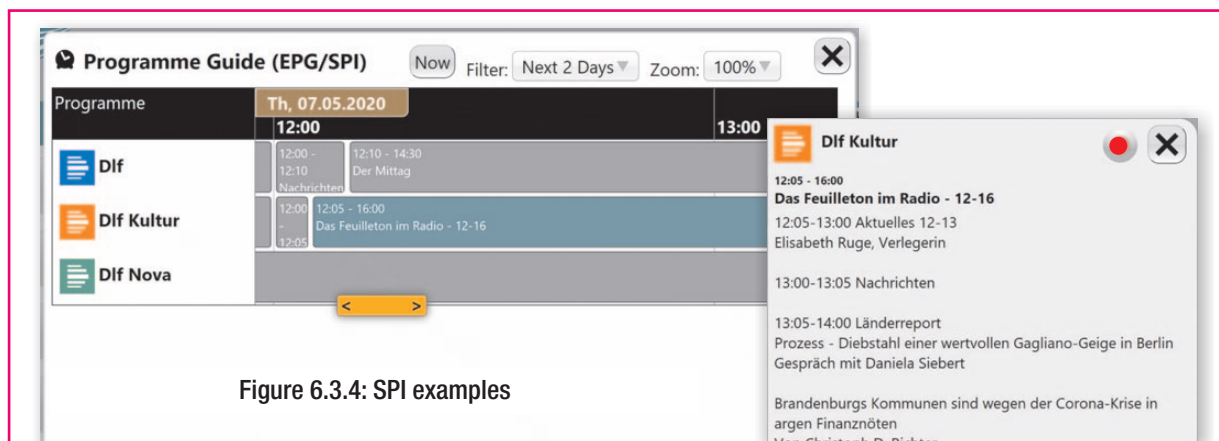 Programme Guide (EPG/SPI) Now Filter: Next 2 Days Zoom: 100%
Programme Th, 07.05.2020
12:00 13:00
Dlf
12:00 -
12:10
Nachrichten
12:10 - 14:30
Der Mittag
Dlf Kultur
12:00
-
12:05
12:05 - 16:00
Das Feuilleton im Radio - 12-16
Dlf Nova
< >
Figure 6.3.4: SPI examples
Dlf Kultur
12:05 - 16:00
Das Feuilleton im Radio - 12-16
12:05-13:00 Aktuelles 12-13
Elisabeth Ruge, Verlegerin
13:00-13:05 Nachrichten
13:05-14:00 Länderreport
Prozess - Diebstahl einer wertvollen Gagliano-Geige in Berlin
Gespräch mit Daniela Siebert
Brandenburgs Kommunen sind wegen der Corona-Krise in
argen Finanznöten
Von Christoph D. Richter